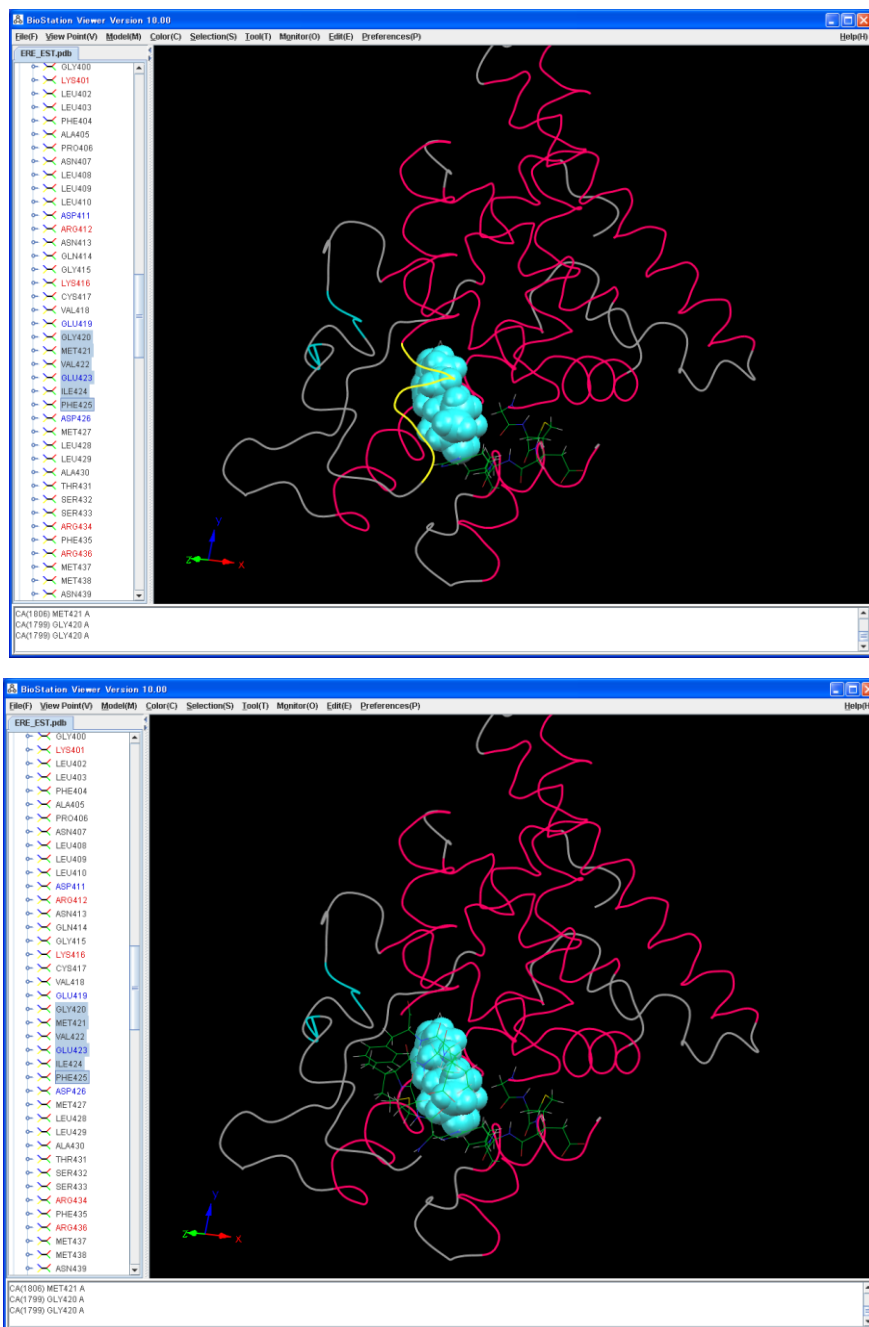 BioStation Viewer Version 10.00
File(F) View Point(V) Model(M) Color(C) Selection(S) Tool(T) Monitor(O) Edit(E) Preferences(P) Help(H)
ERE_EST.pdb
GLY400
LYS401
LEU402
LEU403
PHE404
ALA405
PRO406
ASN407
LEU408
LEU409
LEU410
ASP411
ARG412
ASN413
GLN414
GLY415
LYS416
CYS417
VAL418
GLU419
GLY420
MET421
VAL422
GLU423
ILE424
PHE425
ASP426
MET427
LEU428
LEU429
ALA430
THR431
SER432
SER433
ARG434
PHE435
ARG436
MET437
MET438
ASN439
Y
Z
X
CA(1806) MET421 A
CA(1799) GLY420 A
CA(1799) GLY420 A
BioStation Viewer Version 10.00
File(F) View Point(V) Model(M) Color(C) Selection(S) Tool(T) Monitor(O) Edit(E) Preferences(P) Help(H
ERE_EST.pdb
GLY400
LYS401
LEU402
LEU403
PHE404
ALA405
PRO406
ASN407
LEU408
LEU409
LEU410
ASP411
ARG412
ASN413
GLN414
GLY415
LYS416
CYS417
VAL418
GLU419
GLY420
MET421
VAL422
GLU423
ILE424
PHE425
ASP426
MET427
LEU428
LEU429
ALA430
THR431
SER432
SER433
ARG434
PHE435
ARG436
MET437
MET438
ASN439
Y
Z
X
CA(1806) MET421 A
CA(1799) GLY420 A
CA(1799) GLY420 A